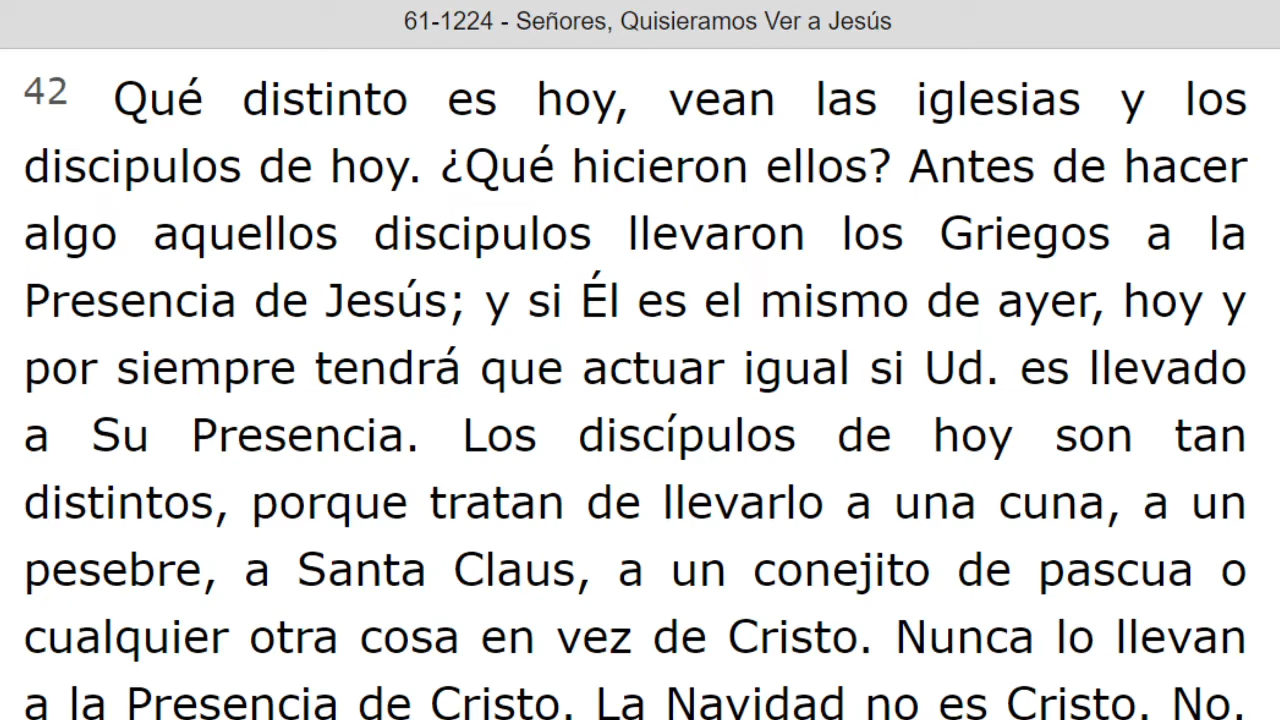 61-1224 - Señores, Quisieramos Ver a Jesús
42 Qué distinto es hoy, vean las iglesias y los
discipulos de hoy. ¿Qué hicieron ellos? Antes de hacer
algo aquellos discipulos llevaron los Griegos a la
Presencia de Jesús; y si Él es el mismo de ayer, hoy y
por siempre tendrá que actuar igual si Ud. es llevado
a Su Presencia. Los discípulos de hoy son tan
distintos, porque tratan de llevarlo a una cuna, a un
pesebre, a Santa Claus, a un conejito de pascua o
cualquier otra cosa en vez de Cristo. Nunca lo llevan
a la Presencia de Cristo. La Navidad no es Cristo. No.